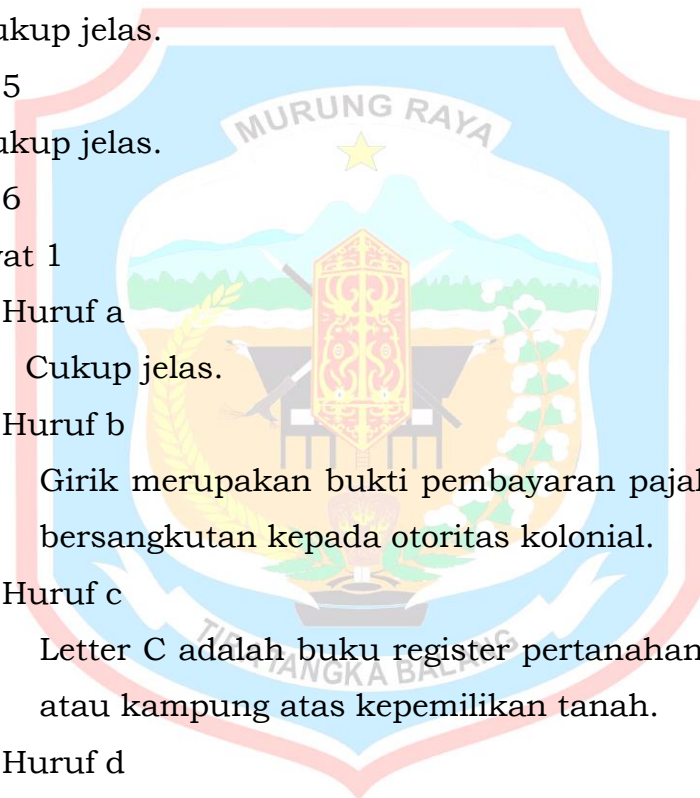 ukup jelas.
5
ukup jelas.
6
at 1
Huruf a
Cukup jelas.
Huruf b
Girik merupakan bukti pembayaran pajak
bersangkutan kepada otoritas kolonial.
Huruf c
Letter C adalah buku register pertanahan
atau kampung atas kepemilikan tanah.
Huruf d
MURUNG RAYA
TIRA TANGKA BALANG